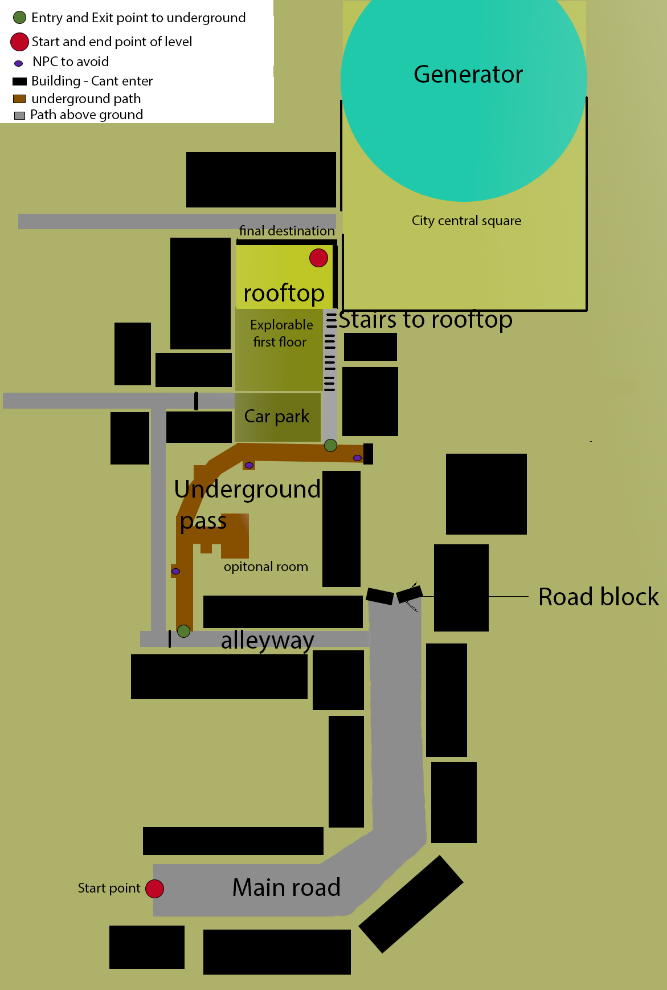 Entry and Exit point to underground
Start and end point of level
NPC to avoid
Building - Cant enter
underground path
Path above ground
Generator
City central square
final destination
rooftop
Stairs to rooftop
Explorable
first floor
Car park
Underground
pass
opitonal room
Road block
alleyway
Start point
Main road